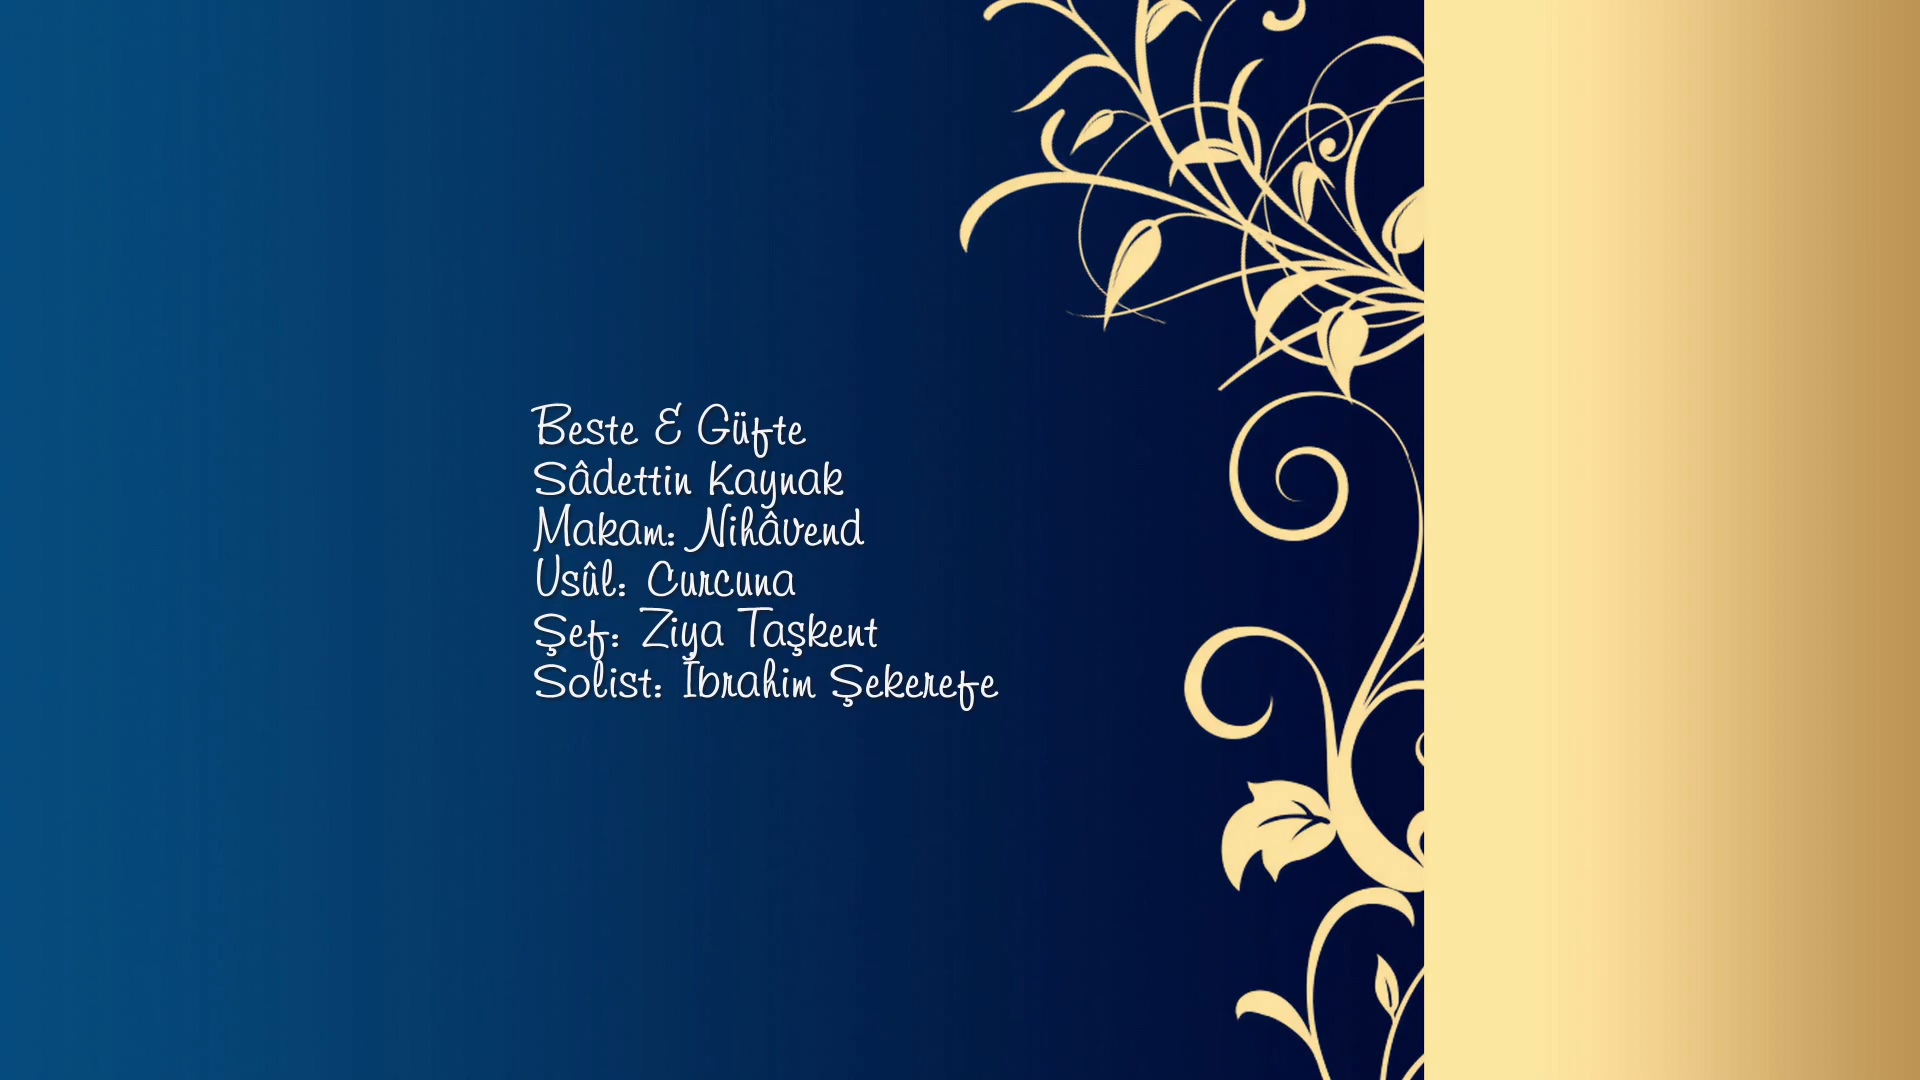 Beste & Güfte
Sâdettin Kaynak
Makam: Nihâvend
Usûl: Curcuna
Şef: Ziya Taşkent
Solist: İbrahim Şekerefe